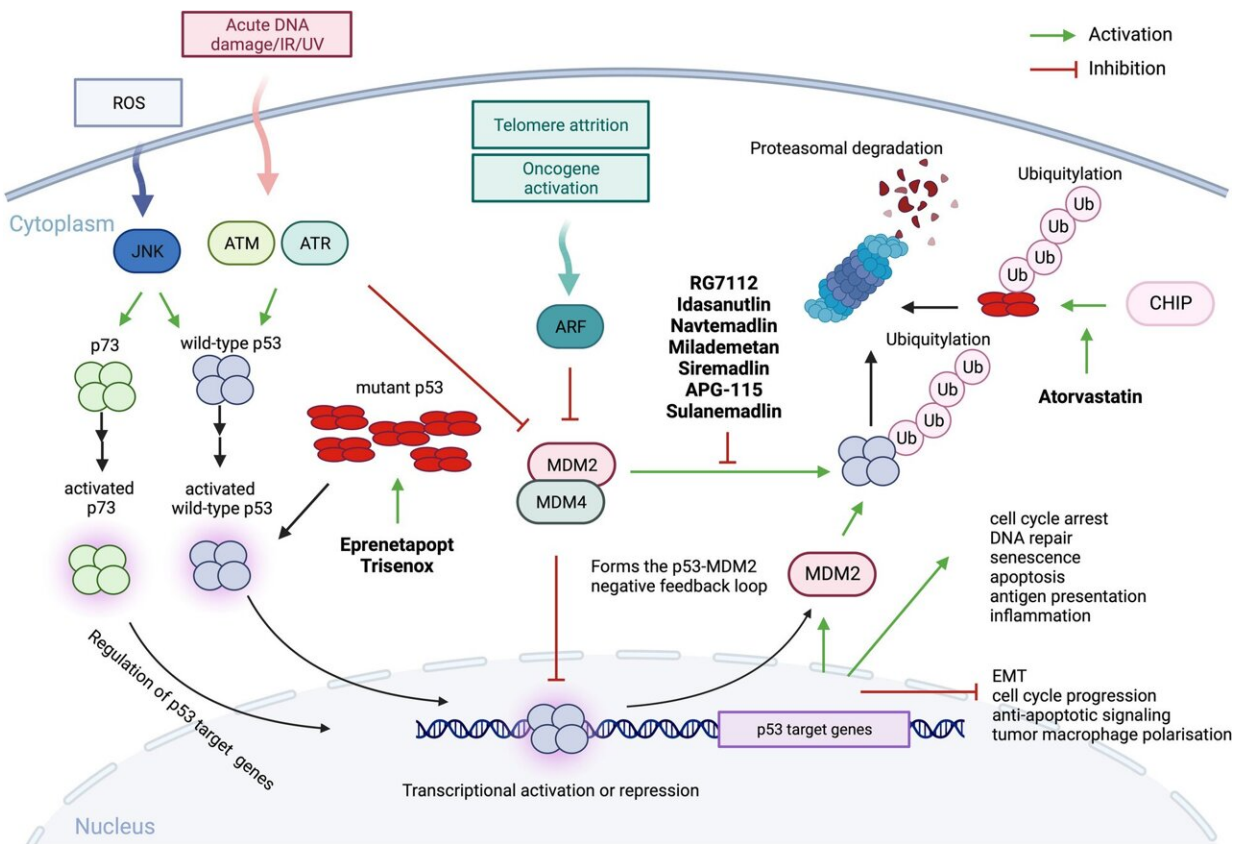 Acute DNA
damage/IR/UV
Activation
Inhibition
ROS
Telomere attrition
Oncogene
activation
Proteasomal degradation
Ubiquitylation
Ub
Ub
Ub
Ub
Cytoplasm
JNK
ATM
ATR
ARF
RG7112
Idasanutlin
Navtemadlin
Milademetan
Siremadlin
APG-115
Sulanemadlin
CHIP
Atorvastatin
Ubiquitylation
Ub
Ub
Ub
Ub
p73
wild-type p53
mutant p53
MDM2
MDM4
activated
p73
activated
wild-type p53
Eprenetapopt
Trisenox
Forms the p53-MDM2
negative feedback loop
MDM2
cell cycle arrest
DNA repair
senescence
apoptosis
antigen presentation
inflammation
Regulation of p53 target genes
EMT
cell cycle progression
anti-apoptotic signaling
tumor macrophage polarisation
p53 target genes
Transcriptional activation or repression
Nucleus